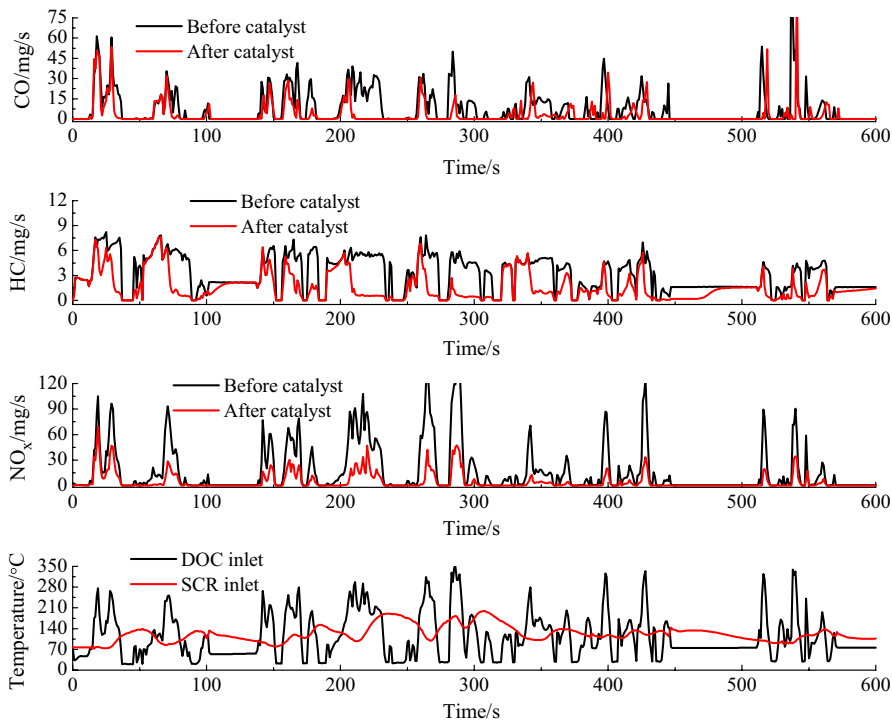 CO/mg/s
75
60
45
30
15
0
Before catalyst
After catalyst
0 100 200 300 400 500 600
Time/s
HC/mg/s
12
9
6
3
0
Before catalyst
After catalyst
0 100 200 300 400 500 600
Time/s
NOX/mg/s
120
90
60
30
0
Before catalyst
After catalyst
0 100 200 300 400 500 600
Time/s
Temperature/°C
350
280
210
140
70
0
DOC inlet
SCR inlet
0 100 200 300 400 500 600
Time/s